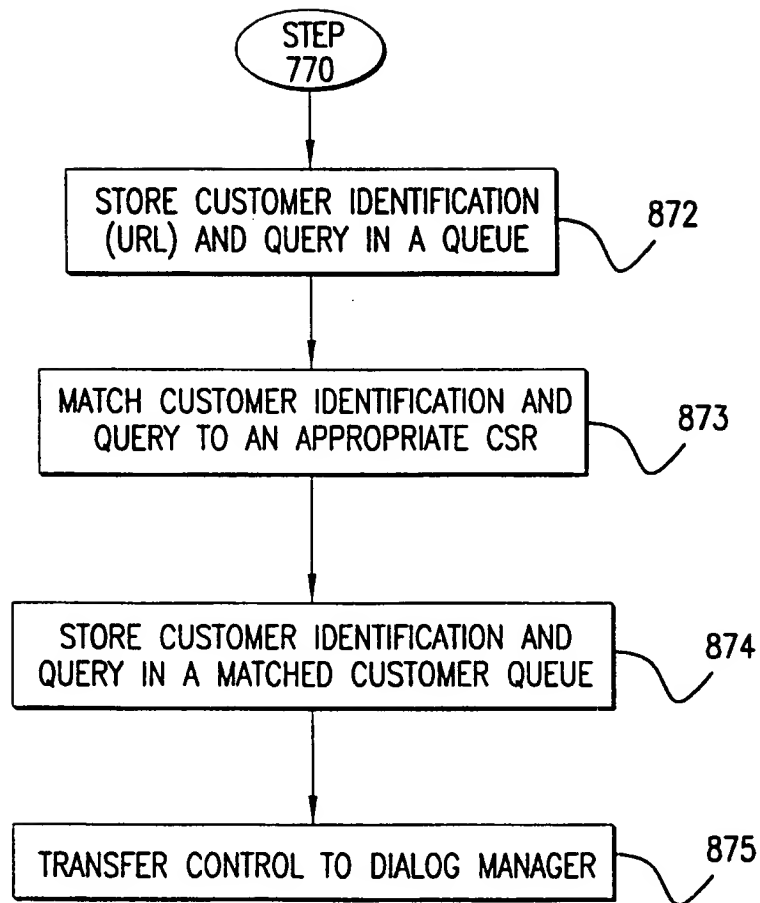 STEP
770
STORE CUSTOMER IDENTIFICATION
(URL) AND QUERY IN A QUEUE
872
MATCH CUSTOMER IDENTIFICATION AND
QUERY TO AN APPROPRIATE CSR
873
STORE CUSTOMER IDENTIFICATION AND
QUERY IN A MATCHED CUSTOMER QUEUE
874
TRANSFER CONTROL TO DIALOG MANAGER
875